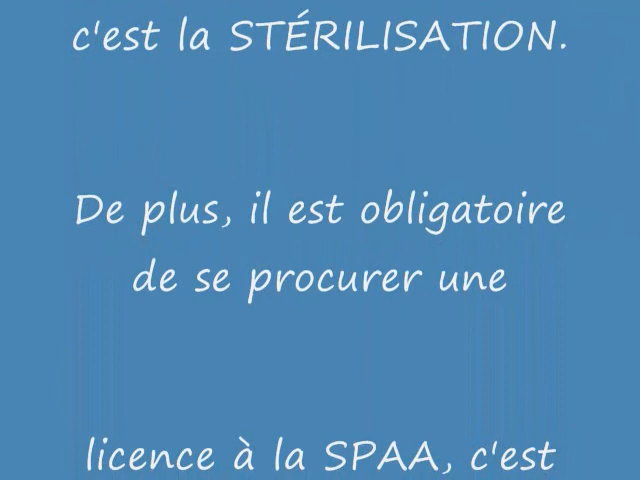 c'est la STÉRILISATION.
De plus, il est obligatoire
de se procurer une
licence à la SPAA, c'est